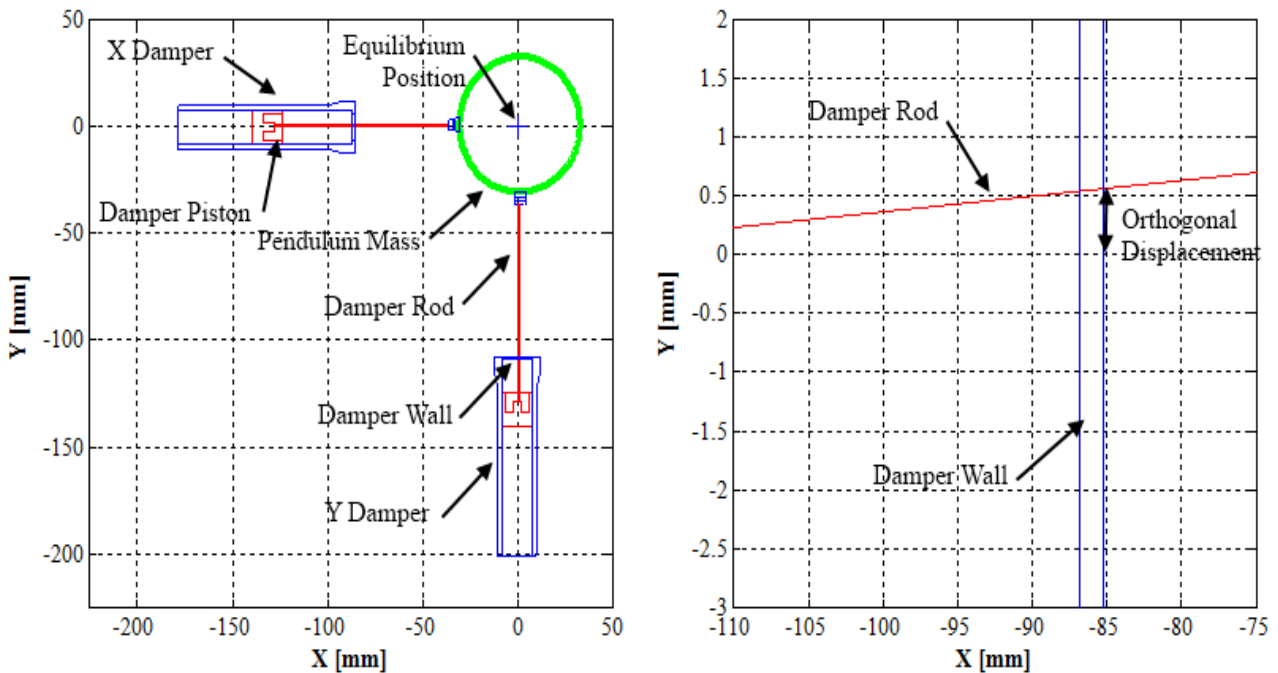 50
0
-50
-100
-150
-200
Y [mm]
X Damper
Equilibrium
Position
Damper Piston
Pendulum Mass
Damper Rod
Damper Wall
Y Damper
-200
-150
-100
-50
0
50
X [mm]
2
1.5
1
0.5
0
-0.5
-1
-1.5
-2
-2.5
-3
Y [mm]
Damper Rod
Orthogonal
Displacement
Damper Wall
-110
-105
-100
-95
-90
-85
-80
-75
X [mm]